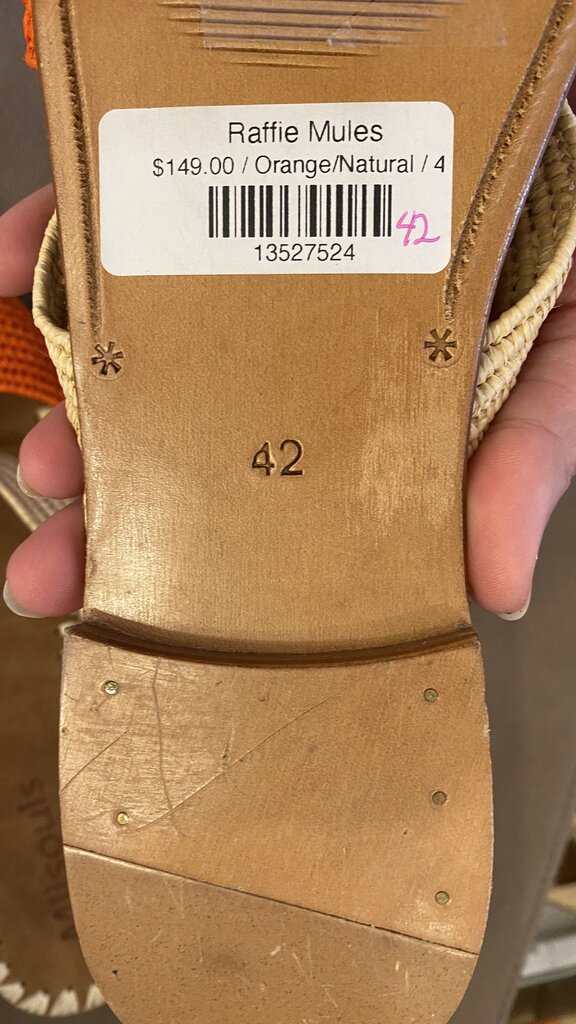 Raffie Mules
$149.00 / Orange/Natural / 4
42
13527524
42